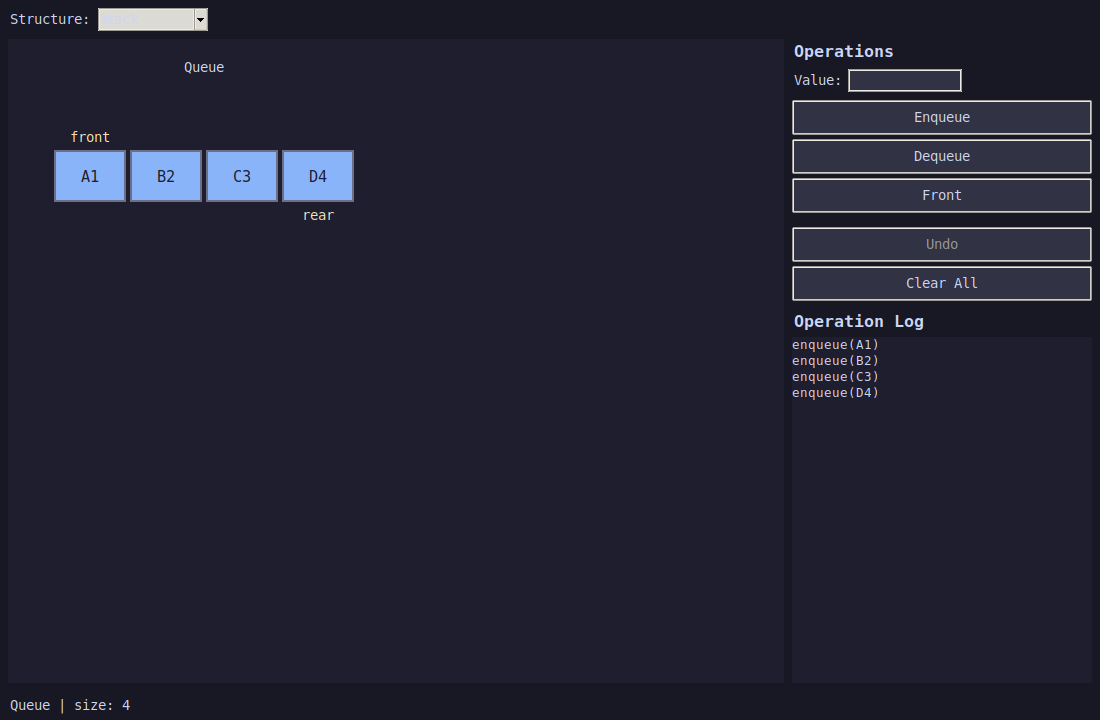 Structure:
Queue
front
A1 B2 C3 D4
rear
Operations
Value:
Enqueue
Dequeue
Front
Undo
Clear All
Operation Log
enqueue(A1)
enqueue(B2)
enqueue(C3)
enqueue(D4)
Queue | size: 4